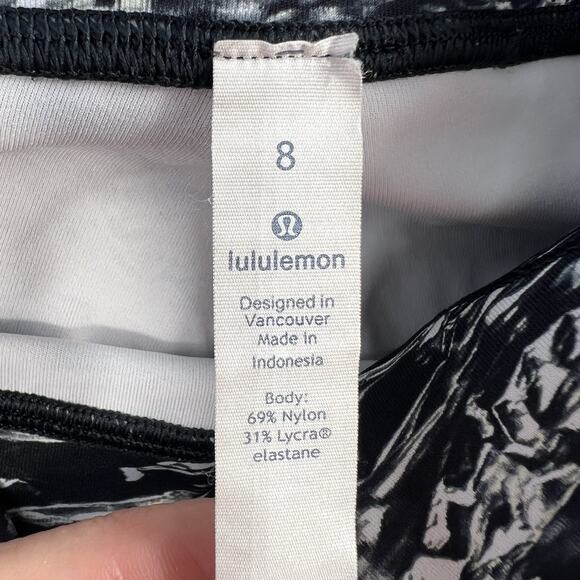 8
lululemon
Designed in
Vancouver
Made in
Indonesia
Body:
69% Nylon
31% Lycra®
elastane